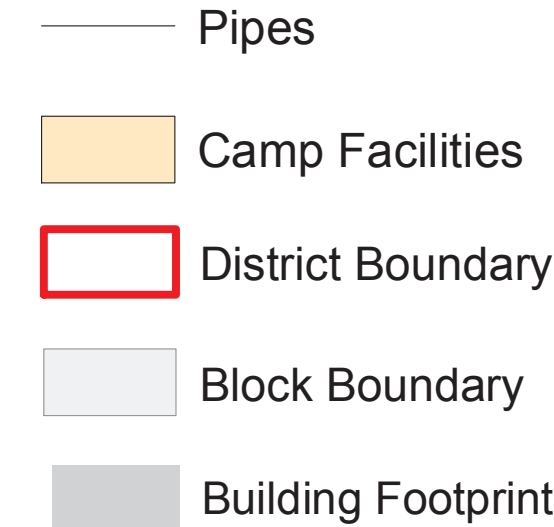 Pipes
Camp Facilities
District Boundary
Block Boundary
Building Footprint